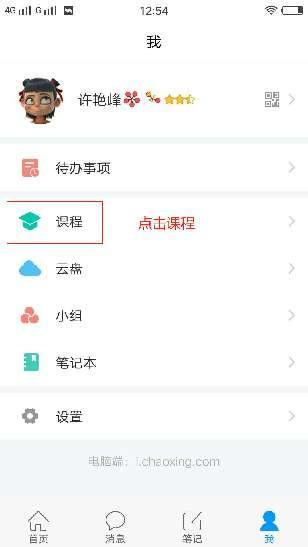 4G G 12:54
我
许艳峰
待办事项
课程 点击课程
云盘
小组
笔记本
设置
电脑端：i.chaoxing.com
首页 消息 笔记 我